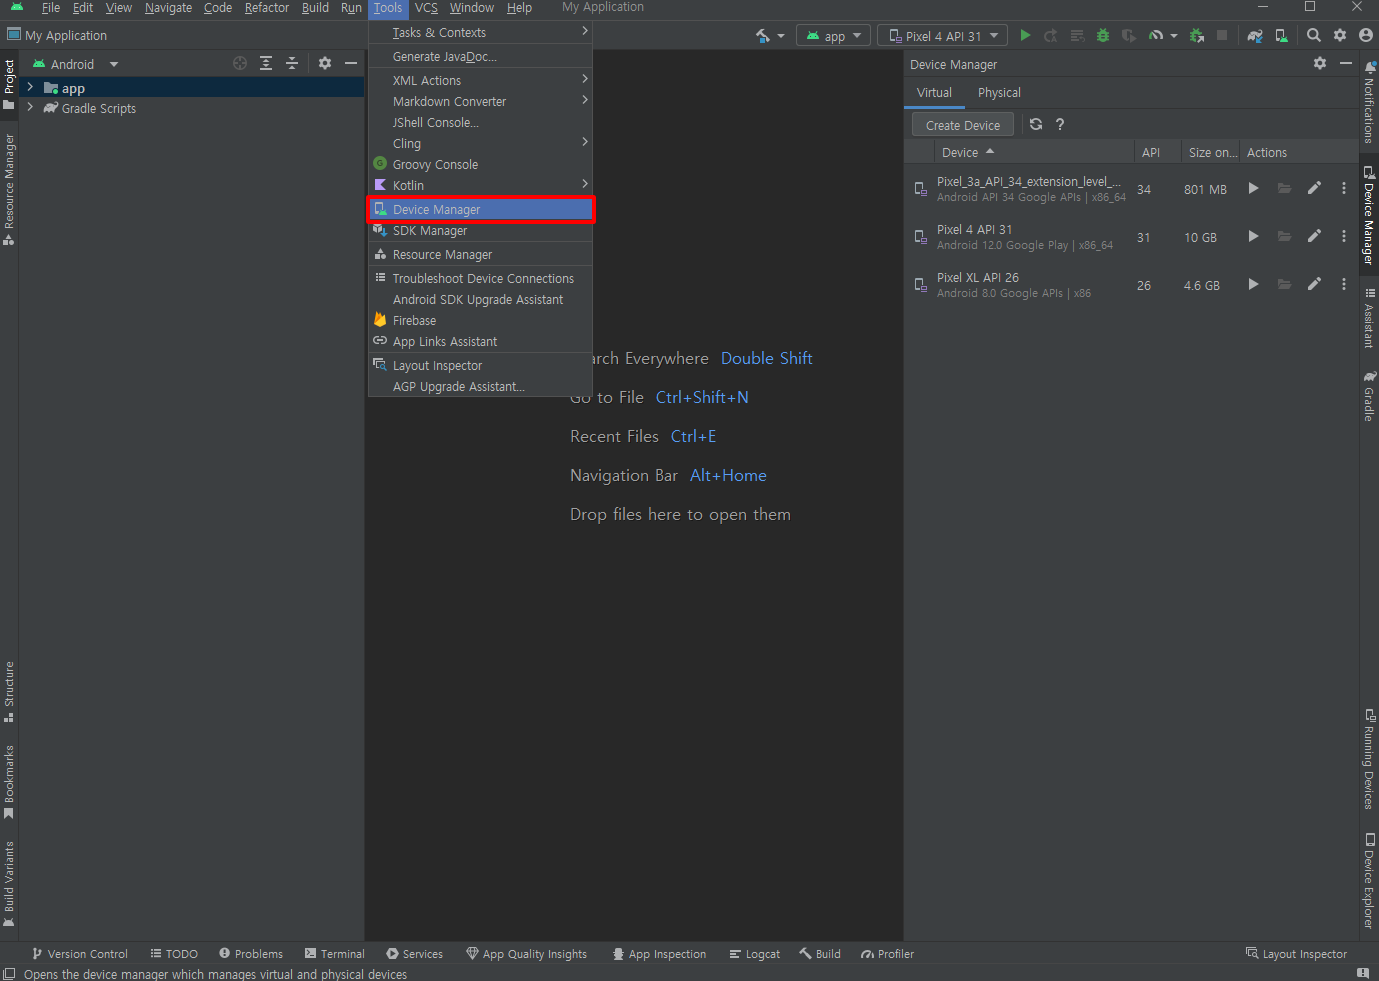 File Edit View Navigate Code Refactor Build Run Tools VCS Window Help My Application
My Application
app
Pixel 4 API 31
Project
Resource Manager
Structure
Bookmarks
Build Variants
Android
app
Gradle Scripts
Tasks & Contexts
Generate JavaDoc...
XML Actions
Markdown Converter
JShell Console...
Cling
G Groovy Console
Kotlin
Device Manager
SDK Manager
Resource Manager
Troubleshoot Device Connections
Android SDK Upgrade Assistant
Firebase
App Links Assistant
Layout Inspector
AGP Upgrade Assistant...
arch Everywhere Double Shift
Go to File Ctrl+Shift+N
Recent Files Ctrl+E
Navigation Bar Alt+Home
Drop files here to open them
Device Manager
Virtual Physical
Create Device ?
Device API Size on... Actions
Pixel_3a_API_34_extension_level_...
Android API 34 Google APIs | x86_64
34 801 MB
Pixel 4 API 31
Android 12.0 Google Play | x86_64
31 10 GB
Pixel XL API 26
Android 8.0 Google APIs | x86
26 4.6 GB
Notifications
Device Manager
Assistant
Gradle
Running Devices
Device Explorer
Version Control TODO Problems Terminal Services App Quality Insights App Inspection Logcat Build Profiler Layout Inspector
Opens the device manager which manages virtual and physical devices